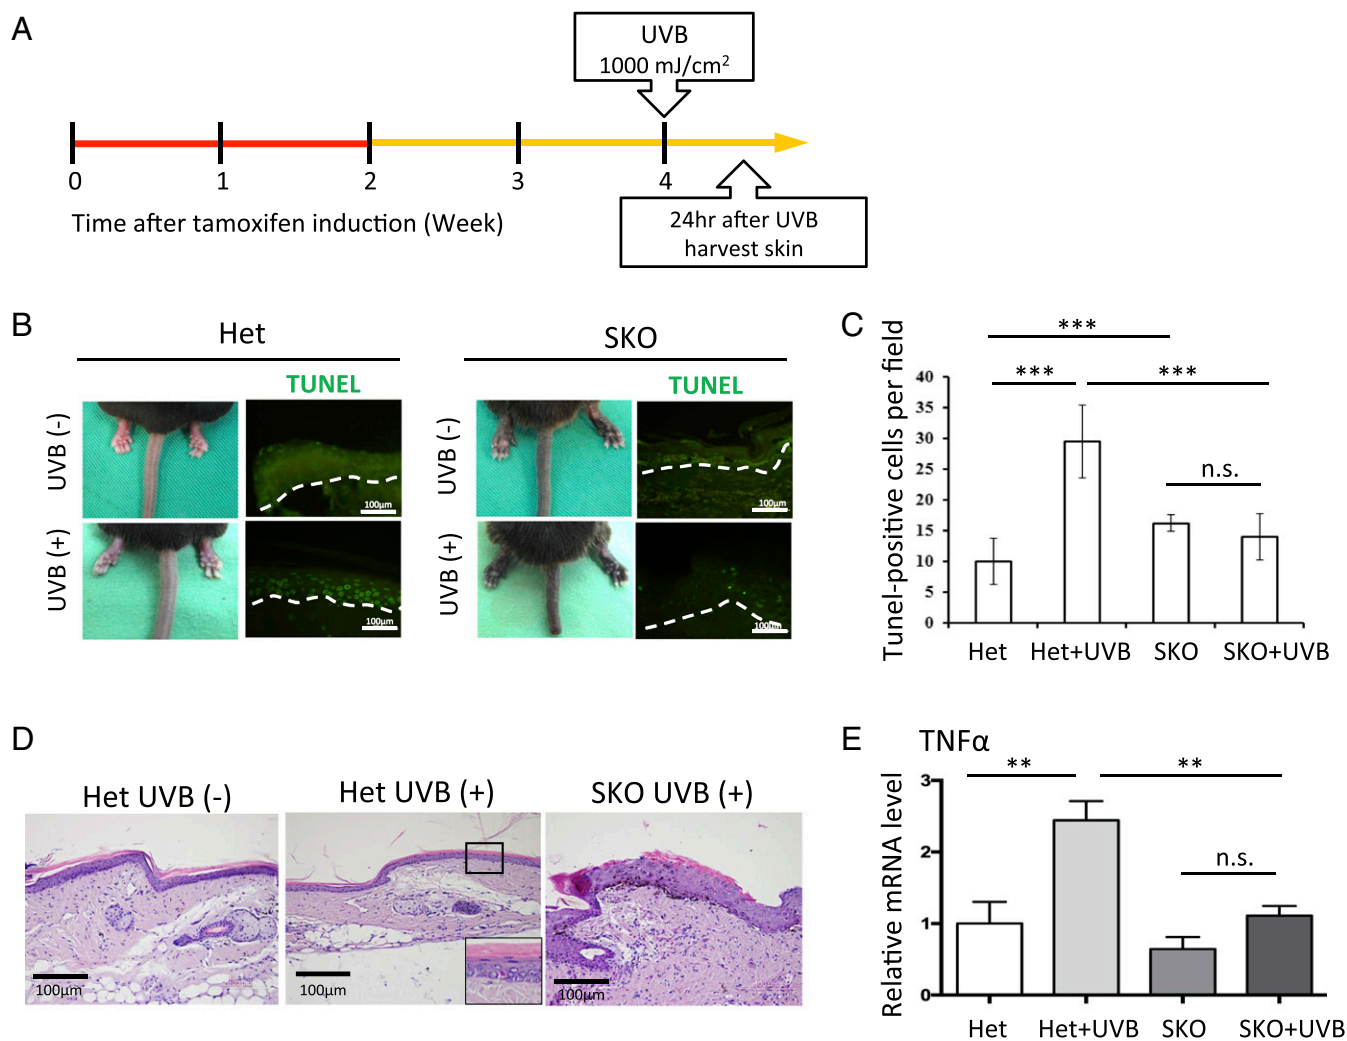 A
UVB
1000 mJ/cm²
0 1 2 3 4
Time after tamoxifen induction (Week)
24hr after UVB
harvest skin
B
Het
SKO
TUNEL
TUNEL
UVB (-)
UVB (-)
100µm
100µm
UVB (+)
UVB (+)
100µm
100µm
C
Tunel-positive cells per field
***
***
***
n.s.
40
35
30
25
20
15
10
5
0
Het Het+UVB SKO SKO+UVB
D
Het UVB (-)
Het UVB (+)
SKO UVB (+)
100µm
100µm
100µm
E
TNFα
Relative mRNA level
**
**
n.s.
3
2
1
0
Het Het+UVB SKO SKO+UVB